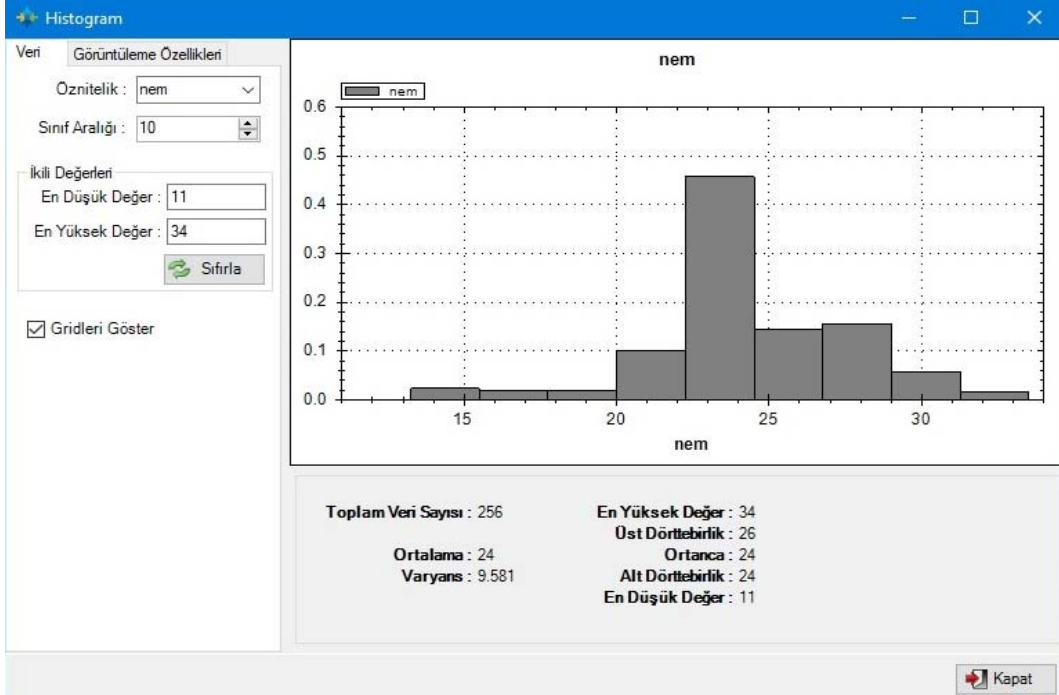 Histogram
Veri
Görüntüleme Özellikleri
Öznitelik : nem
Sınıf Aralığı : 10
İkili Değerleri
En Düşük Değer : 11
En Yüksek Değer : 34
Sıfırla
Gridleri Göster
nem
nem
0.6
0.5
0.4
0.3
0.2
0.1
0.0
15 20 25 30
nem
Toplam Veri Sayısı : 256
Ortalama : 24
Varyans : 9.581
En Yüksek Değer : 34
Üst Dörttebirlik : 26
Ortanca : 24
Alt Dörttebirlik : 24
En Düşük Değer : 11
Kapat